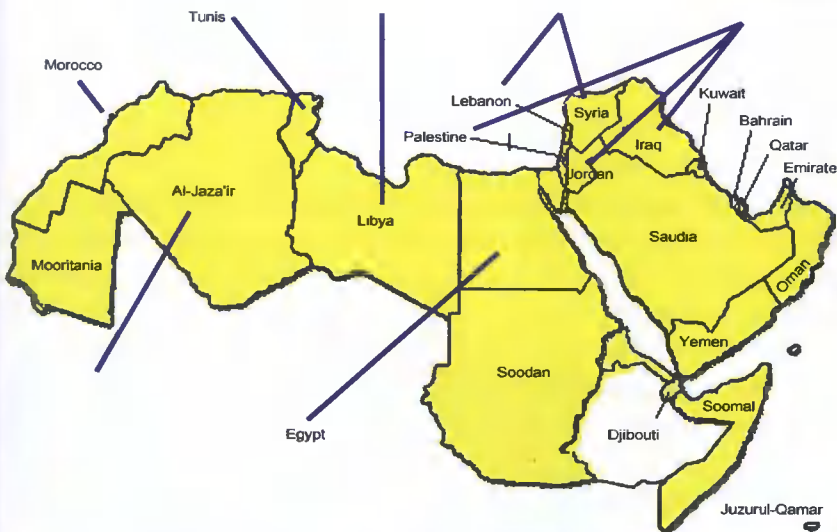 Tunis
Morocco
Lebanon
Syria
Kuwait
Palestine
Iraq
Bahrain
Qatar
Emirate
Jorden
Al-Jaza'ir
Libya
Saudia
Mooritania
Oman
Yemen
Soodan
Soomal
Egypt
Djibouti
Juzurul-Qamar